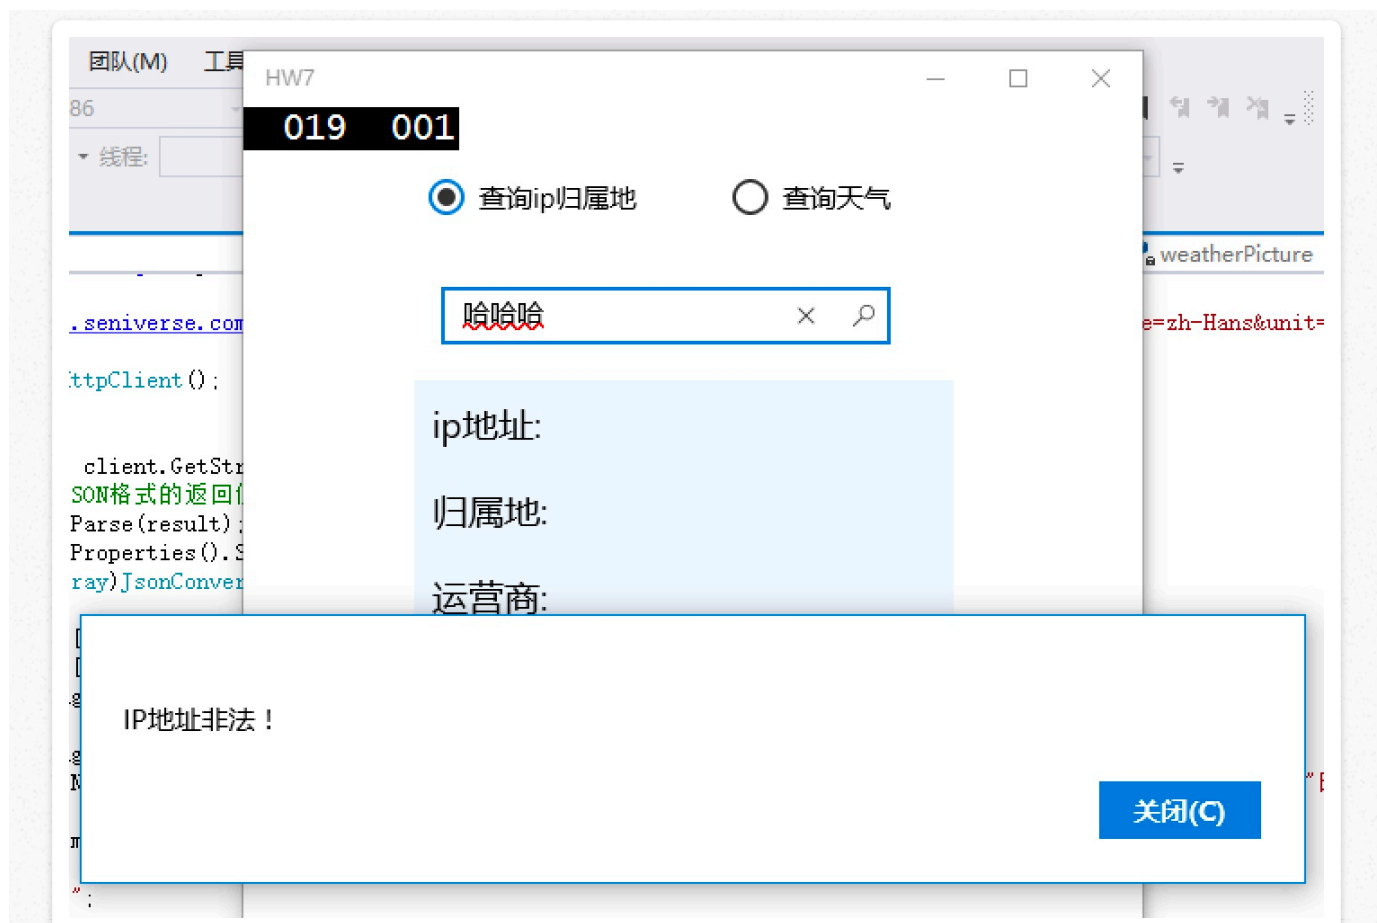 团队(M) 工具
HW7
86
019 001
线程:
查询ip归属地 查询天气
weatherPicture
哈哈哈
.seniverse.com
e=zh-Hans&unit=
ttpClient();
ip地址:
client.GetStr
SON格式的返回
归属地:
Parse(result);
Properties().S
ray)JsonConver
运营商:
IP地址非法！
关闭(C)
";